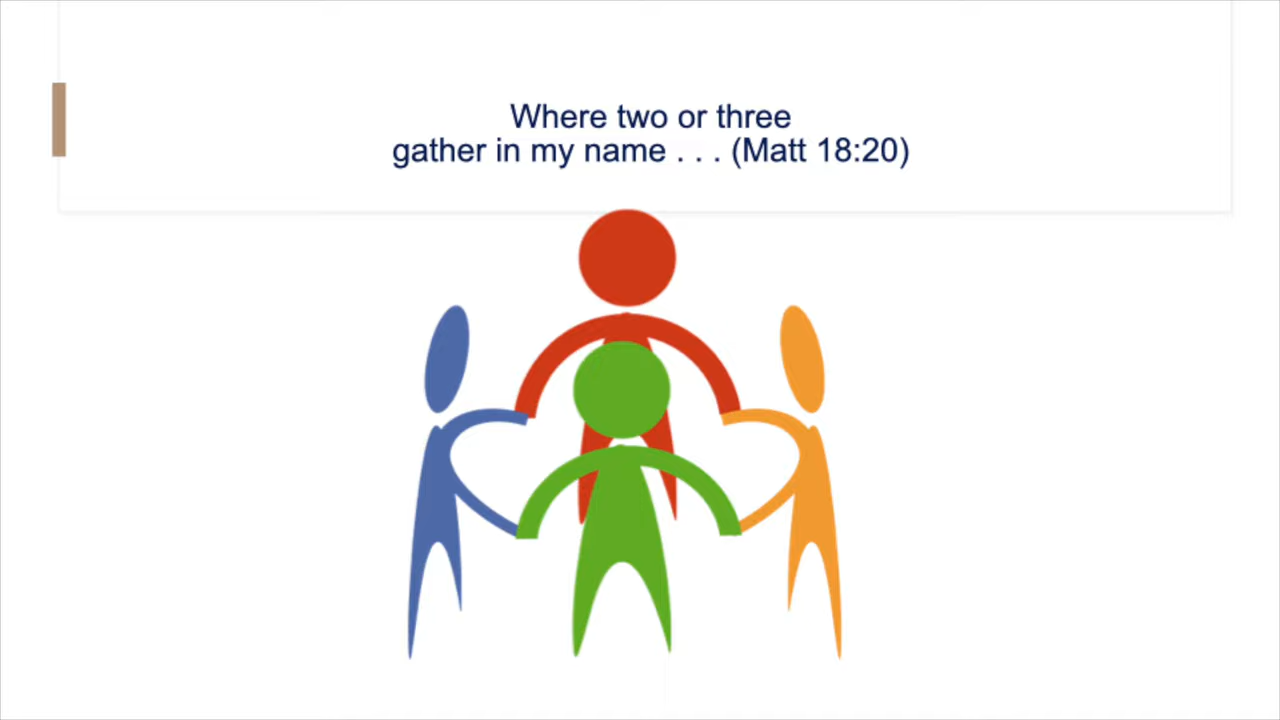 Where two or three
gather in my name . . . (Matt 18:20)